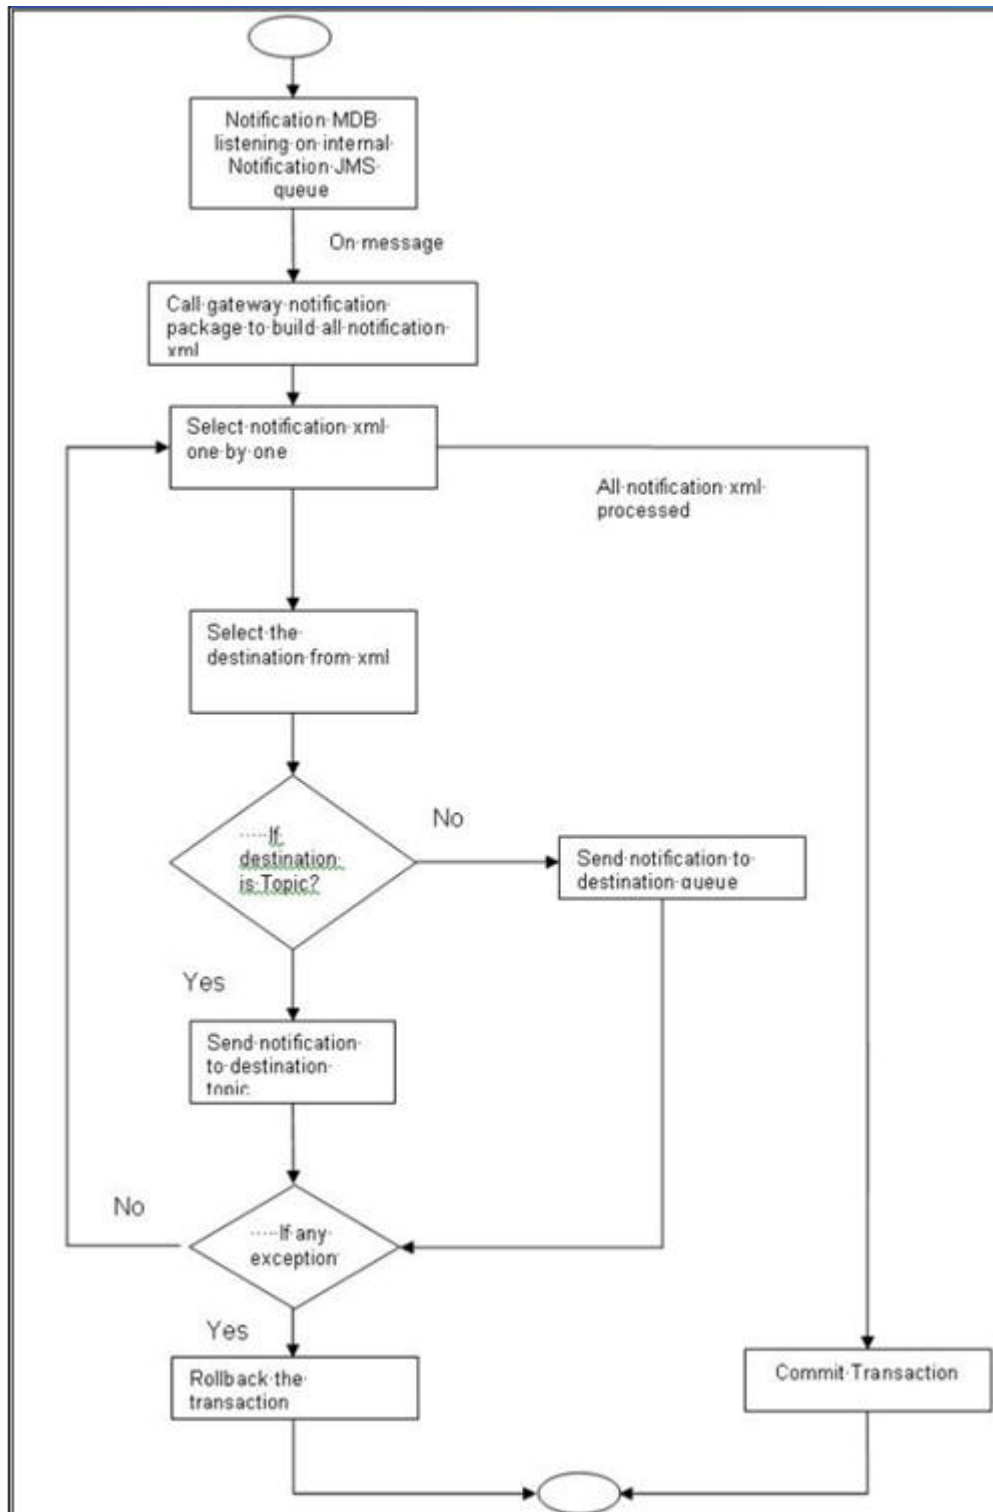 Notification MDB
listening on internal
Notification JMS
queue
On message
Call gateway notification
package to build all notification
xml
Select notification xml
one by one
All notification xml
processed
Select the
destination from xml
If
destination
is Topic?
No
Send notification to
destination queue
Yes
Send notification
to destination
topic
No
If any
exception
Yes
Rollback the
transaction
Commit Transaction